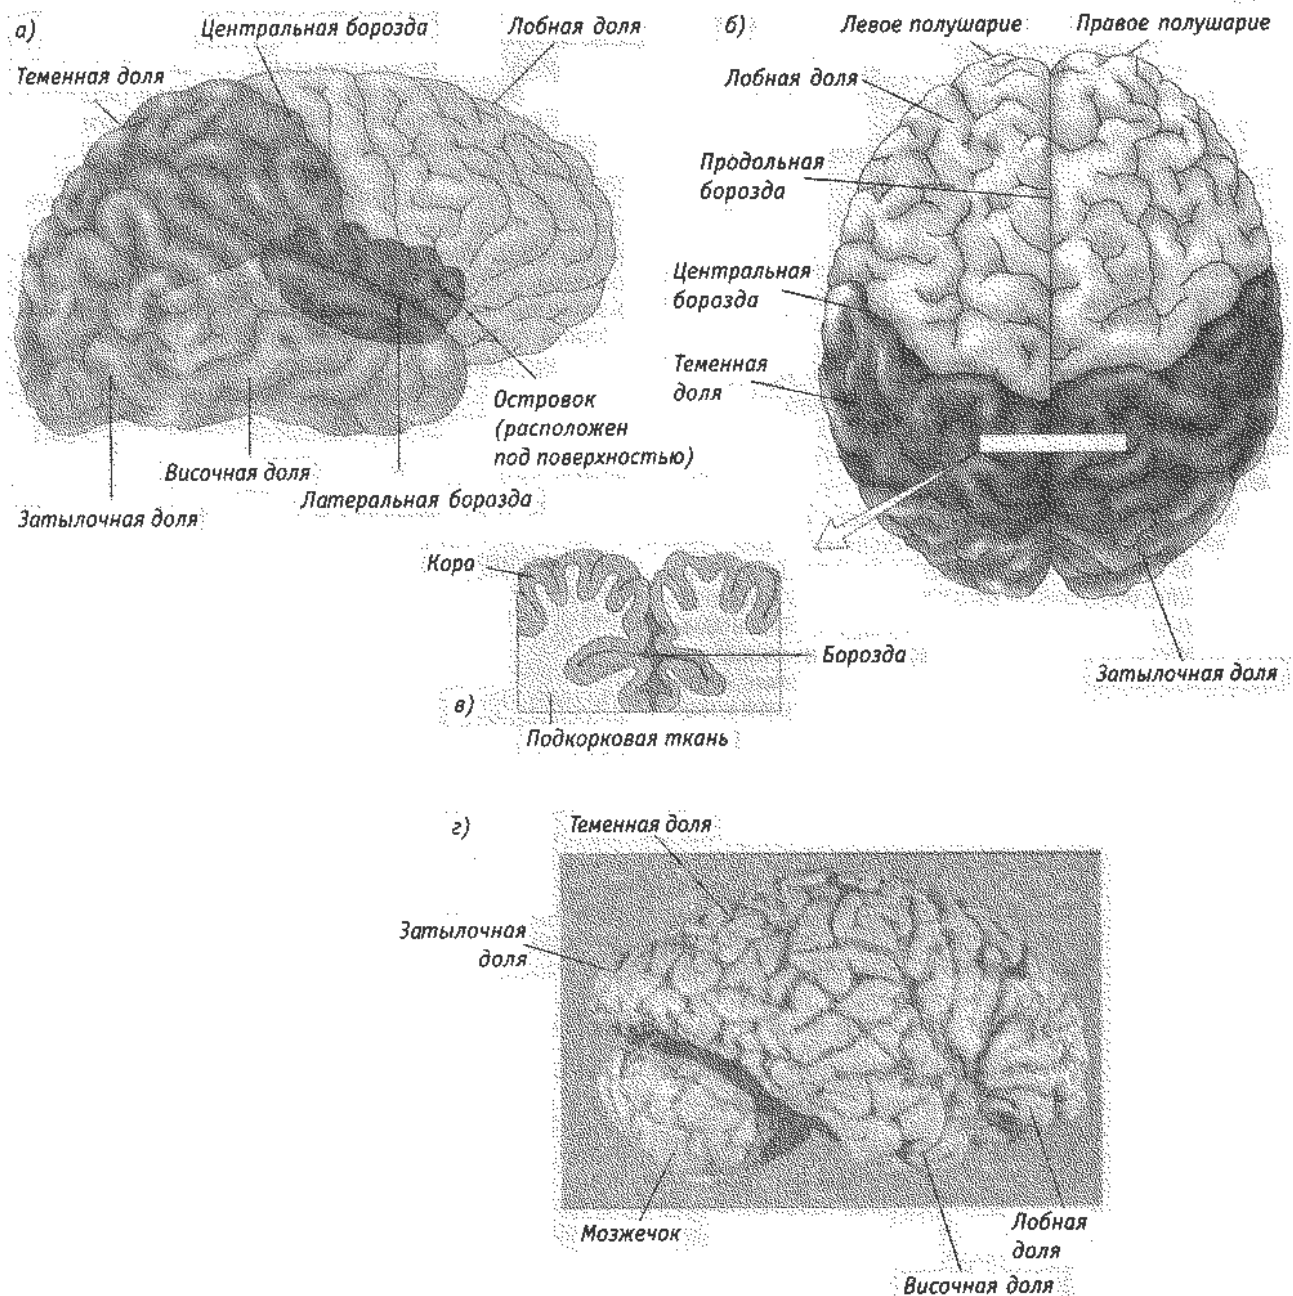 а)
Центральная борозда
Лобная доля
Теменная доля
Островок
(расположен
под поверхностью)
Височная доля
Латеральная борозда
Затылочная доля
б)
Левое полушарие
Правое полушарие
Лобная доля
Продольная
борозда
Центральная
борозда
Теменная
доля
Затылочная доля
Кора
Борозда
в)
Подкорковая ткань
г)
Теменная доля
Затылочная
доля
Мозжечок
Лобная
доля
Височная доля